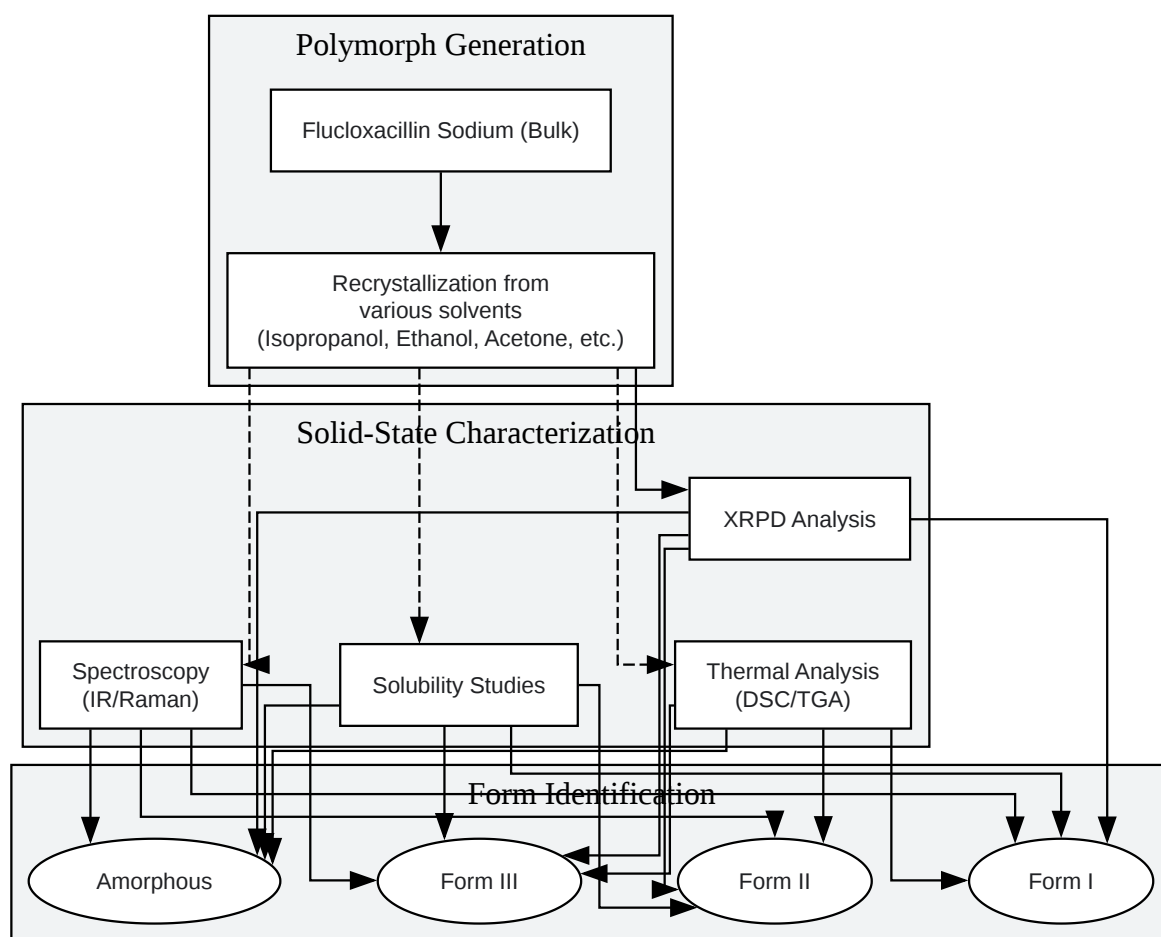 Polymorph Generation
Flucloxacillin Sodium (Bulk)
Recrystallization from
various solvents
(Isopropanol, Ethanol, Acetone, etc.)
Solid-State Characterization
XRPD Analysis
Spectroscopy
(IR/Raman)
Solubility Studies
Thermal Analysis
(DSC/TGA)
Form Identification
Amorphous
Form III
Form II
Form I